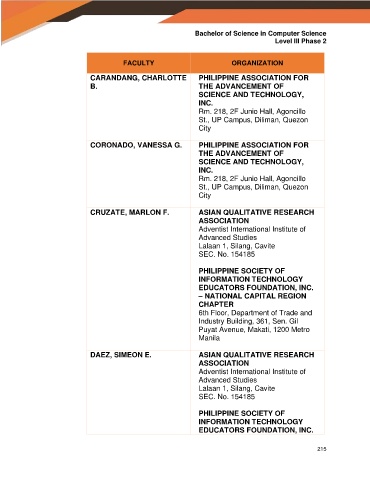 Bachelor of Science in Computer Science
Level III Phase 2
FACULTY
ORGANIZATION
CARANDANG, CHARLOTTE
B.
PHILIPPINE ASSOCIATION FOR
THE ADVANCEMENT OF
SCIENCE AND TECHNOLOGY,
INC.
Rm. 218, 2F Junio Hall, Agoncillo
St., UP Campus, Diliman, Quezon
City
CORONADO, VANESSA G.
PHILIPPINE ASSOCIATION FOR
THE ADVANCEMENT OF
SCIENCE AND TECHNOLOGY,
INC.
Rm. 218, 2F Junio Hall, Agoncillo
St., UP Campus, Diliman, Quezon
City
CRUZATE, MARLON F.
ASIAN QUALITATIVE RESEARCH
ASSOCIATION
Adventist International Institute of
Advanced Studies
Lalaan 1, Silang, Cavite
SEC. No. 154185
PHILIPPINE SOCIETY OF
INFORMATION TECHNOLOGY
EDUCATORS FOUNDATION, INC.
– NATIONAL CAPITAL REGION
CHAPTER
6th Floor, Department of Trade and
Industry Building, 361, Sen. Gil
Puyat Avenue, Makati, 1200 Metro
Manila
DAEZ, SIMEON E.
ASIAN QUALITATIVE RESEARCH
ASSOCIATION
Adventist International Institute of
Advanced Studies
Lalaan 1, Silang, Cavite
SEC. No. 154185
PHILIPPINE SOCIETY OF
INFORMATION TECHNOLOGY
EDUCATORS FOUNDATION, INC.
215